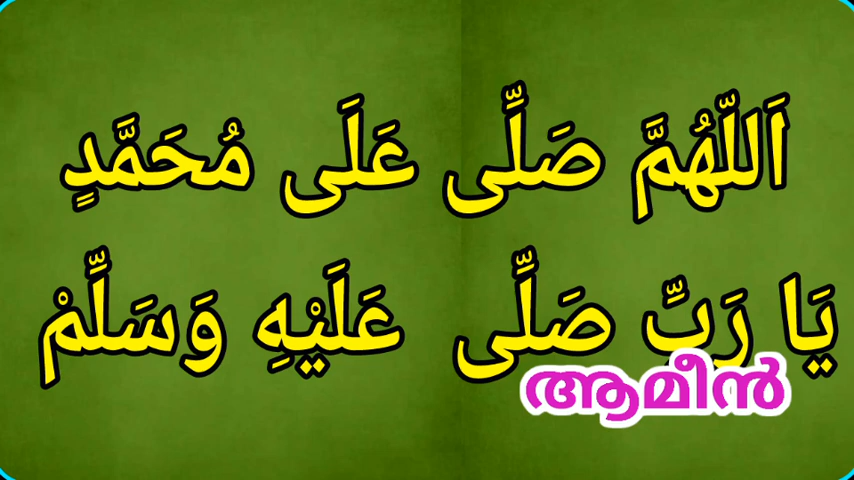 اَللّٰهُمَّ صَلِّى عَلَى مُحَمَّدٍ
يَا رَبِّ صَلِّى عَلَيْهِ وَسَلِّمْ
ആമീൻ